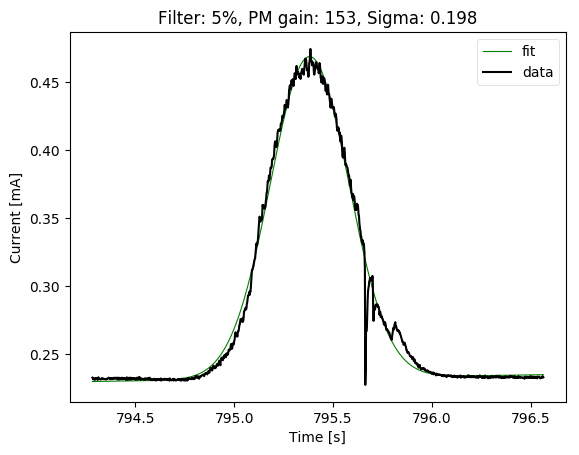 Filter: 5%, PM gain: 153, Sigma: 0.198
fit
data
0.45
0.40
0.35
0.30
0.25
Current [mA]
794.5 795.0 795.5 796.0 796.5
Time [s]